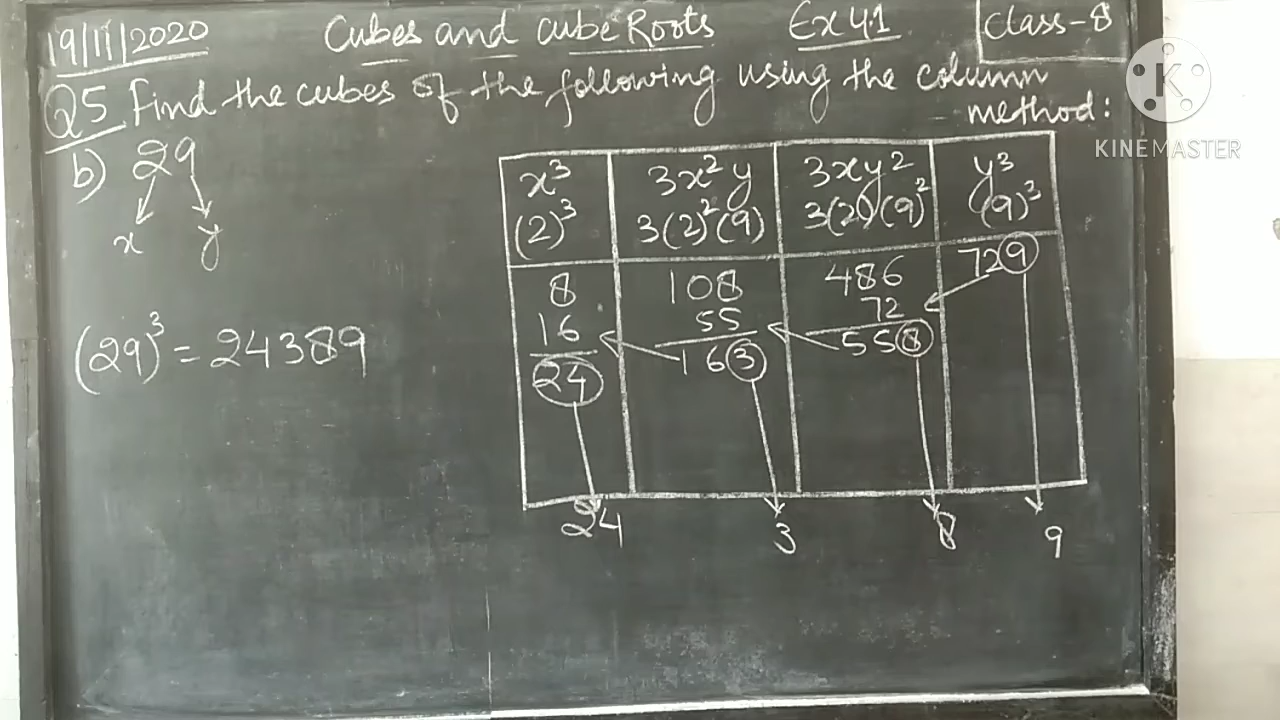 19/11/2020 Cubes and cube Roots Ex 4.1 Class-8
Q5 Find the cubes of the following using the column
method:
K
KINEMASTER
b) 29
x y
(29)³ = 24389
x³ 3x²y 3xy² y³
(2)³ 3(2)²(9) 3(2)(9)² (9)³
8 108 486 729
16 55 72
24 163 558
24 3 8 9